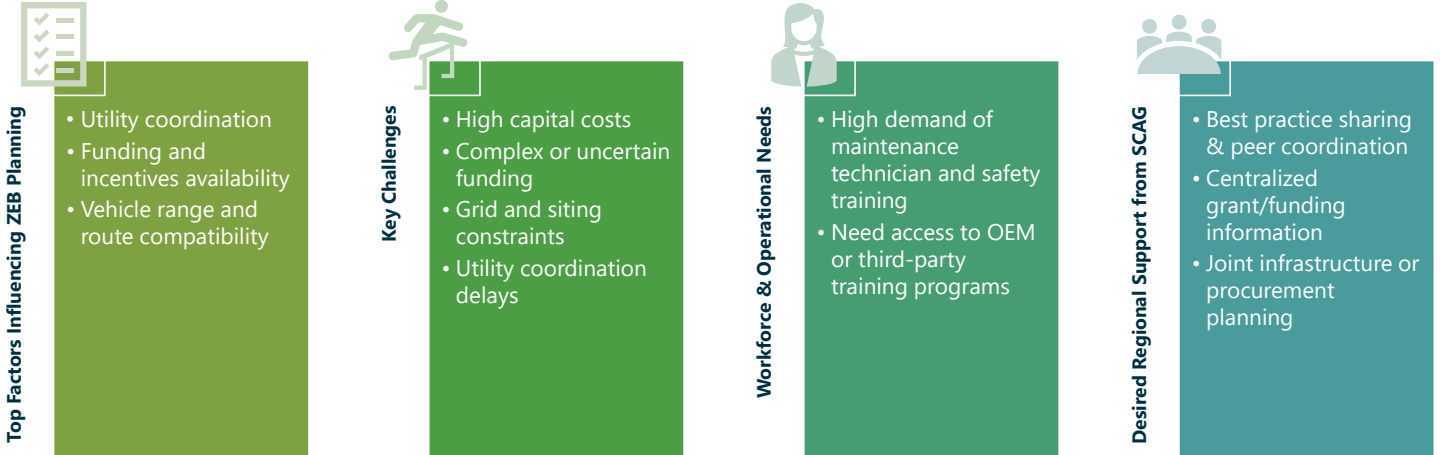 Top Factors Influencing ZEB Planning
• Utility coordination
• Funding and
incentives availability
• Vehicle range and
route compatibility
Key Challenges
• High capital costs
• Complex or uncertain
funding
• Grid and siting
constraints
• Utility coordination
delays
Workforce & Operational Needs
• High demand of
maintenance
technician and safety
training
• Need access to OEM
or third-party
training programs
Desired Regional Support from SCAG
• Best practice sharing
& peer coordination
• Centralized
grant/funding
information
• Joint infrastructure or
procurement
planning